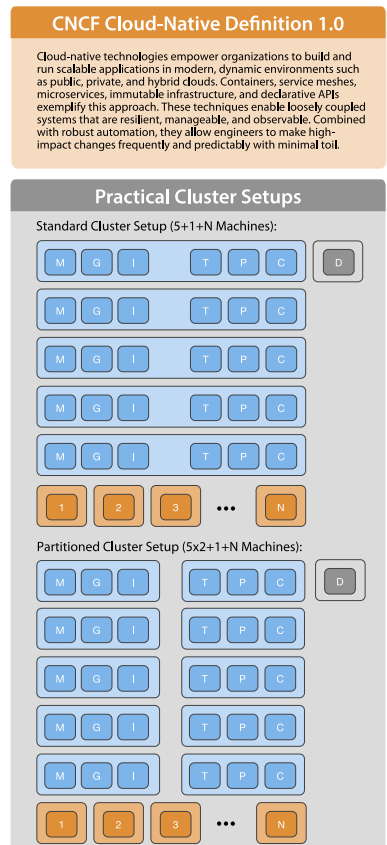 CNCF Cloud-Native Definition 1.0
Cloud-native technologies empower organizations to build and
run scalable applications in modern, dynamic environments such
as public, private, and hybrid clouds. Containers, service meshes,
microservices, immutable infrastructure, and declarative APIs
exemplify this approach. These techniques enable loosely coupled
systems that are resilient, manageable, and observable. Combined
with robust automation, they allow engineers to make high-
impact changes frequently and predictably with minimal toil.
Practical Cluster Setups
Standard Cluster Setup (5+1+N Machines):
M G I T P C D
M G I T P C
M G I T P C
M G I T P C
M G I T P C
1 2 3 ••• N
Partitioned Cluster Setup (5x2+1+N Machines):
M G I T P C D
M G I T P C
M G I T P C
M G I T P C
M G I T P C
1 2 3 ••• N